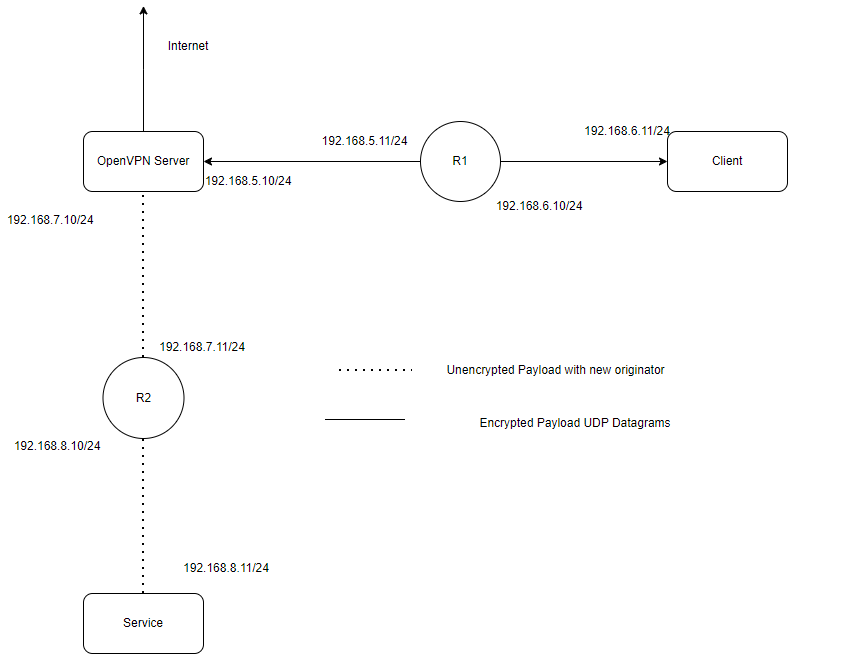 Internet
192.168.5.11/24
192.168.6.11/24
OpenVPN Server
R1
Client
192.168.5.10/24
192.168.6.10/24
192.168.7.10/24
192.168.7.11/24
Unencrypted Payload with new originator
R2
Encrypted Payload UDP Datagrams
192.168.8.10/24
192.168.8.11/24
Service